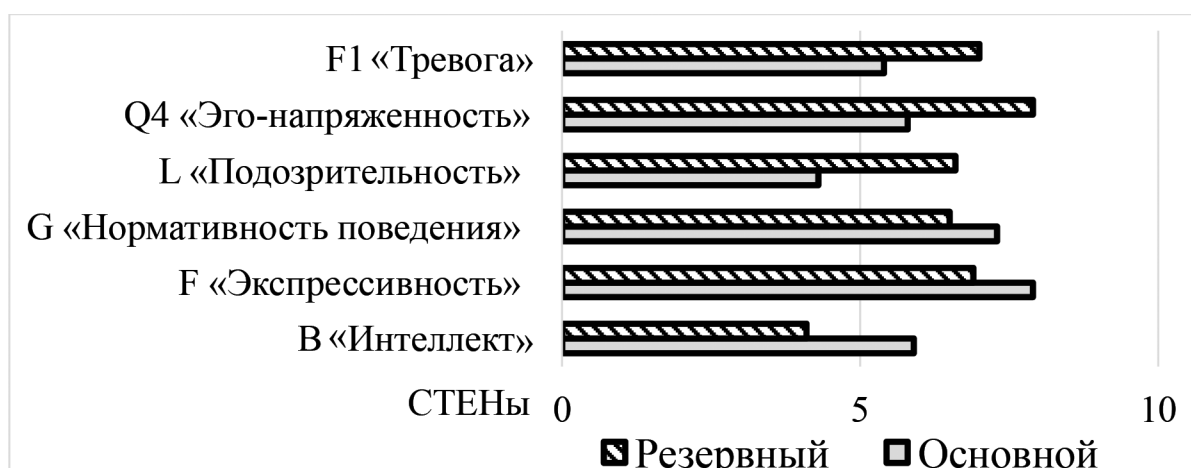 F1 «Тревога»
Q4 «Эго-напряженность»
L «Подозрительность»
G «Нормативность поведения»
F «Экспрессивность»
B «Интеллект»
СТЕНы 0 5 10
Резервный Основной